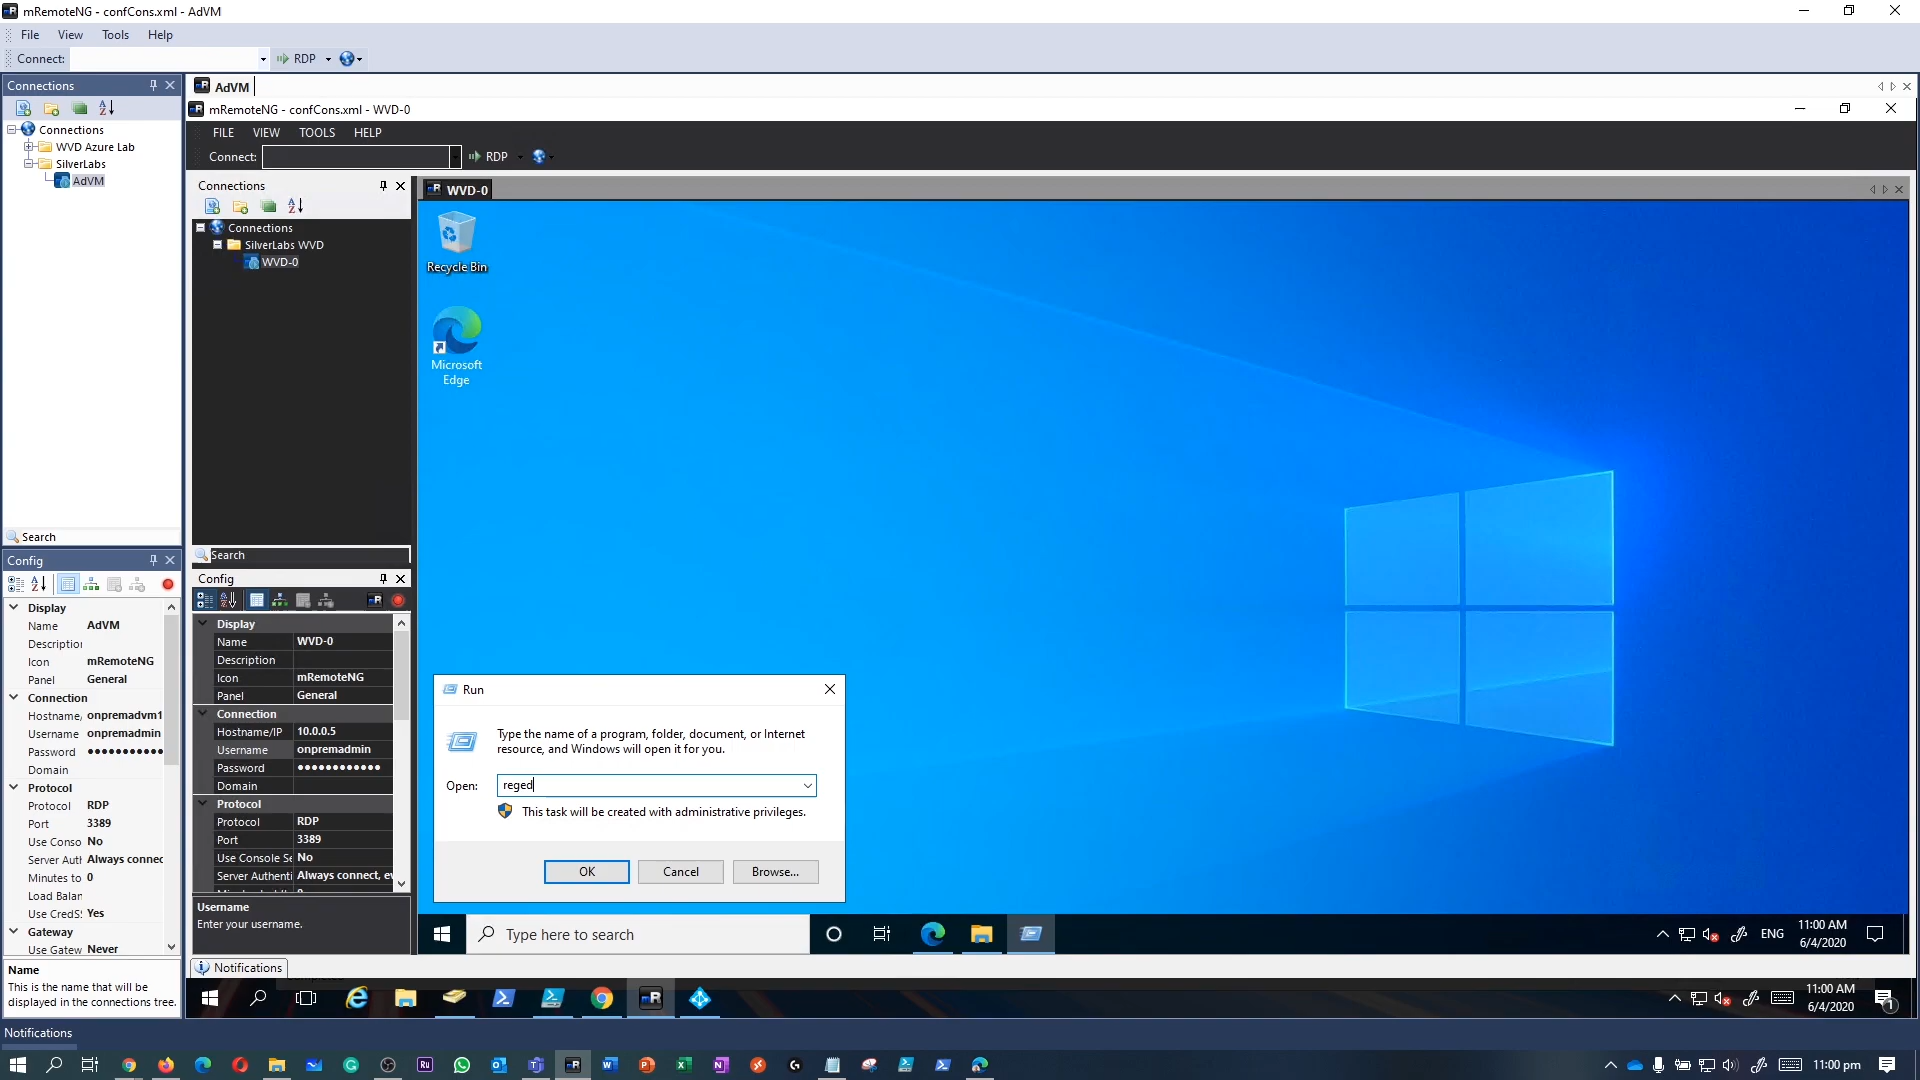 mRemoteNG - confCons.xml - AdVM
File View Tools Help
Connect: RDP
Connections
Connections
WVD Azure Lab
SilverLabs
AdVM
Search
Config
Display
Name AdVM
Description
Icon mRemoteNG
Panel General
Connection
Hostname/ onpremadvm1
Username onpremadmin
Password ●●●●●●●●●●●●
Domain
Protocol
Protocol RDP
Port 3389
Use Conso No
Server Auth Always connec
Minutes to 0
Load Balan
Use CredS Yes
Gateway
Use Gatew Never
Name
This is the name that will be
displayed in the connections tree.
Notifications
AdVM
mRemoteNG - confCons.xml - WVD-0
FILE VIEW TOOLS HELP
Connect: RDP
Connections
Connections
SilverLabs WVD
WVD-0
Search
Config
Display
Name WVD-0
Description
Icon mRemoteNG
Panel General
Connection
Hostname/IP 10.0.0.5
Username onpremadmin
Password ●●●●●●●●●●●●
Domain
Protocol
Protocol RDP
Port 3389
Use Console Se No
Server Authenti Always connect, ev
Username
Enter your username.
Notifications
WVD-0
Recycle Bin
Microsoft
Edge
Run
Type the name of a program, folder, document, or Internet
resource, and Windows will open it for you.
Open: reged
This task will be created with administrative privileges.
OK Cancel Browse...
Type here to search
ENG
11:00 AM
6/4/2020
11:00 AM
6/4/2020
1
11:00 pm